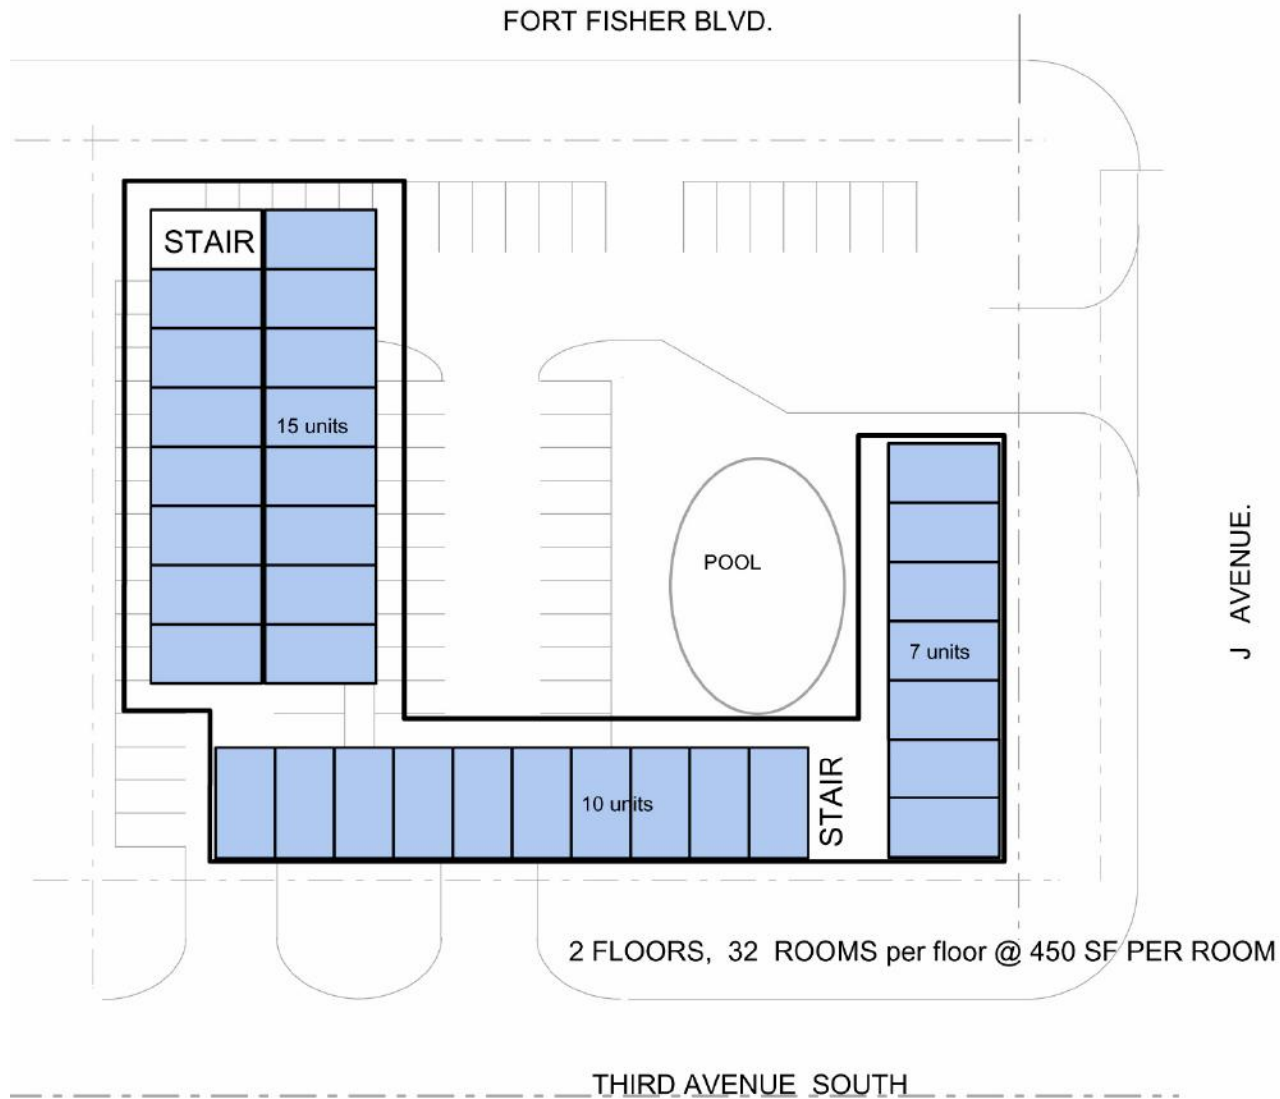 FORT FISHER BLVD.
STAIR
15 units
POOL
J AVENUE.
7 units
10 units
STAIR
2 FLOORS, 32 ROOMS per floor @ 450 SF PER ROOM
THIRD AVENUE SOUTH